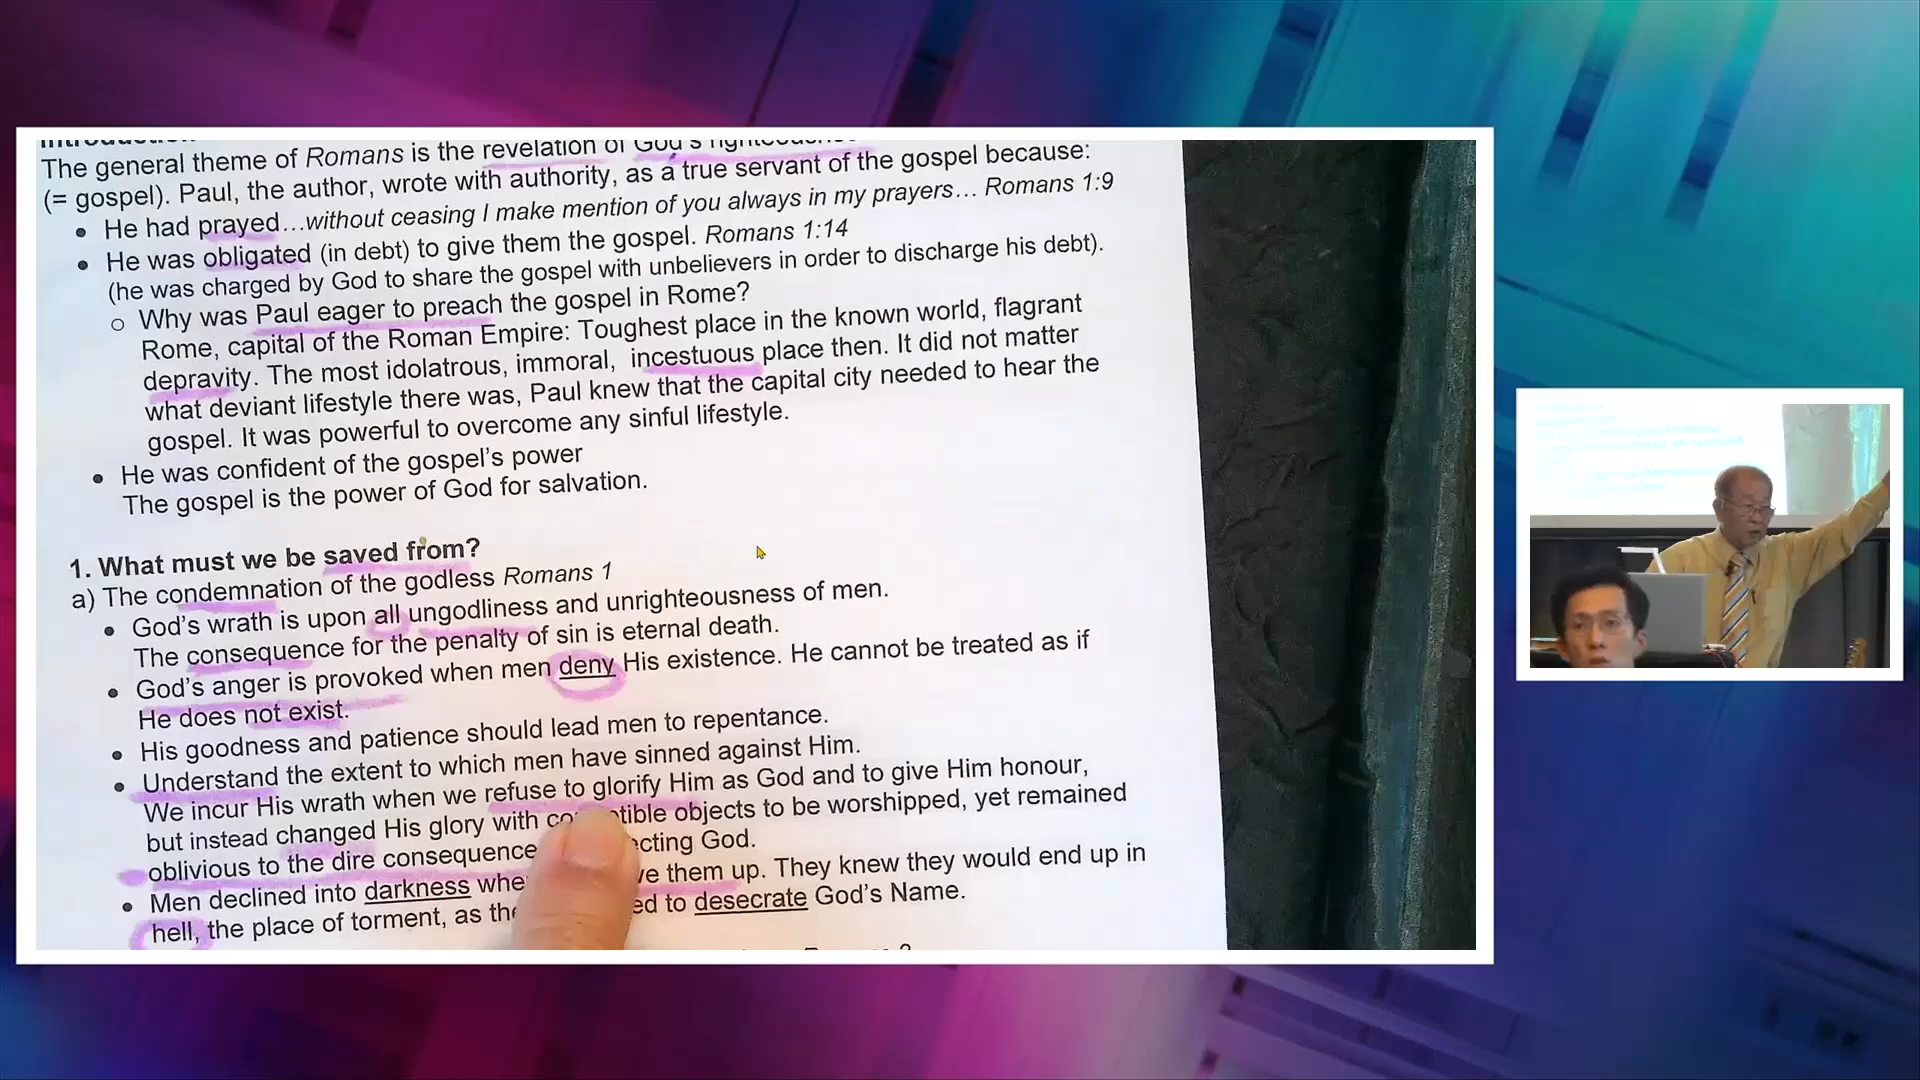 The general theme of Romans is the revelation of God's
(= gospel). Paul, the author, wrote with authority, as a true servant of the gospel because:
• He had prayed…without ceasing I make mention of you always in my prayers… Romans 1:9
• He was obligated (in debt) to give them the gospel. Romans 1:14
(he was charged by God to share the gospel with unbelievers in order to discharge his debt).
○ Why was Paul eager to preach the gospel in Rome?
Rome, capital of the Roman Empire: Toughest place in the known world, flagrant
depravity. The most idolatrous, immoral, incestuous place then. It did not matter
what deviant lifestyle there was, Paul knew that the capital city needed to hear the
gospel. It was powerful to overcome any sinful lifestyle.
• He was confident of the gospel's power
The gospel is the power of God for salvation.
1. What must we be saved from?
a) The condemnation of the godless Romans 1
• God's wrath is upon all ungodliness and unrighteousness of men.
The consequence for the penalty of sin is eternal death.
• God's anger is provoked when men deny His existence. He cannot be treated as if
He does not exist.
• His goodness and patience should lead men to repentance.
• Understand the extent to which men have sinned against Him.
We incur His wrath when we refuse to glorify Him as God and to give Him honour,
but instead changed His glory with objects to be worshipped, yet remained
oblivious to the dire consequence God.
• Men declined into darkness them up. They knew they would end up in
hell, the place of torment, as to desecrate God's Name.